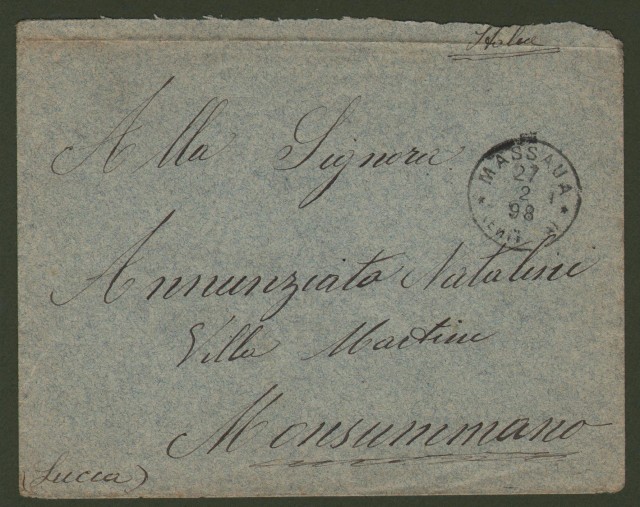 Italia
Alla Signora
MASSAUA
27
2
98
Annunziata Natalini
Villa Martini
Monsummano
(Lucca)